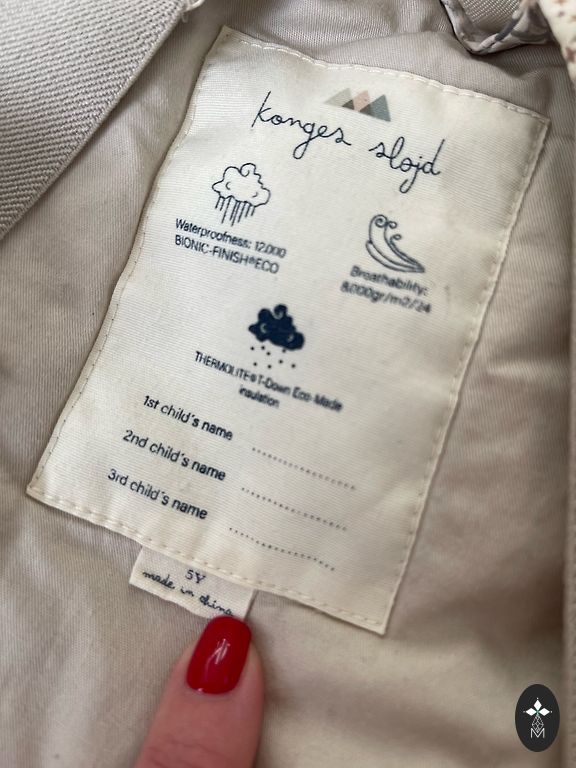 konges sløjd
Waterproofness: 12.000
BIONIC-FINISH®ECO
Breathability:
8.000gr/m2/24
THERMOLITE® T-Down Eco-Made
insulation
1st child's name
2nd child's name
3rd child's name
5Y
made in china
M